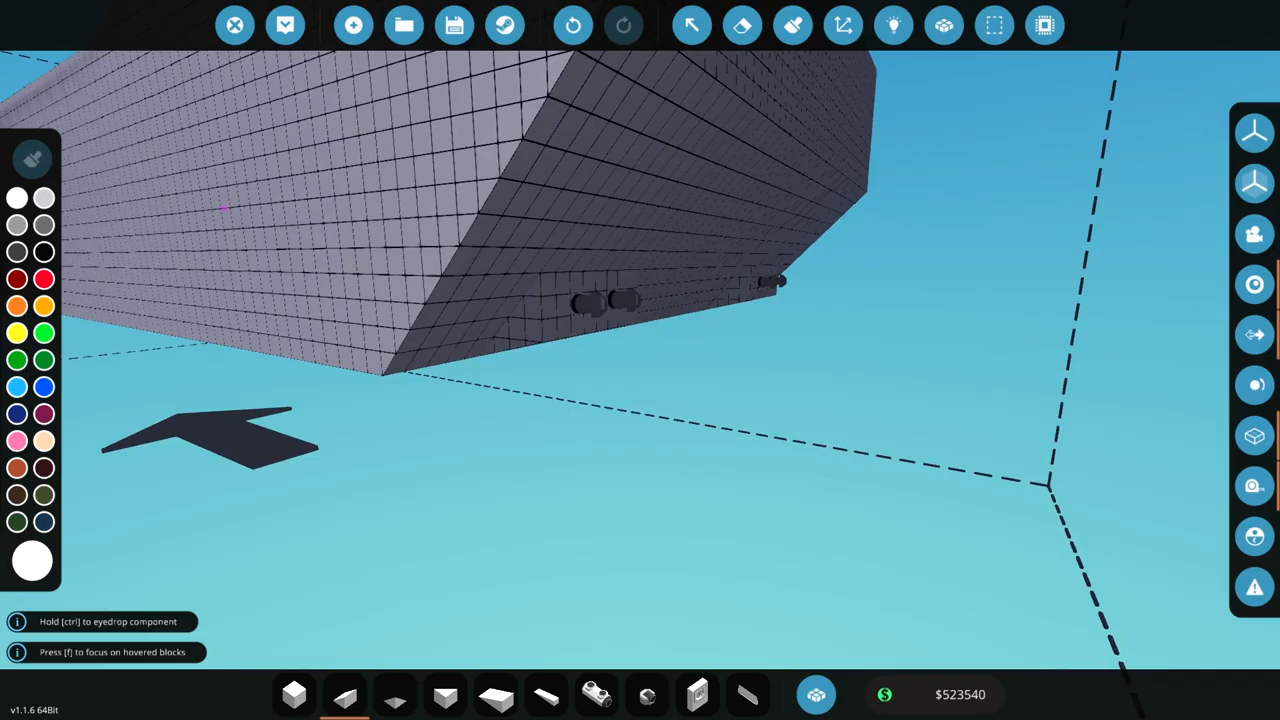 Hold [ctrl] to eyedrop component
Press [f] to focus on hovered blocks
$523540
v1.1.6 64Bit